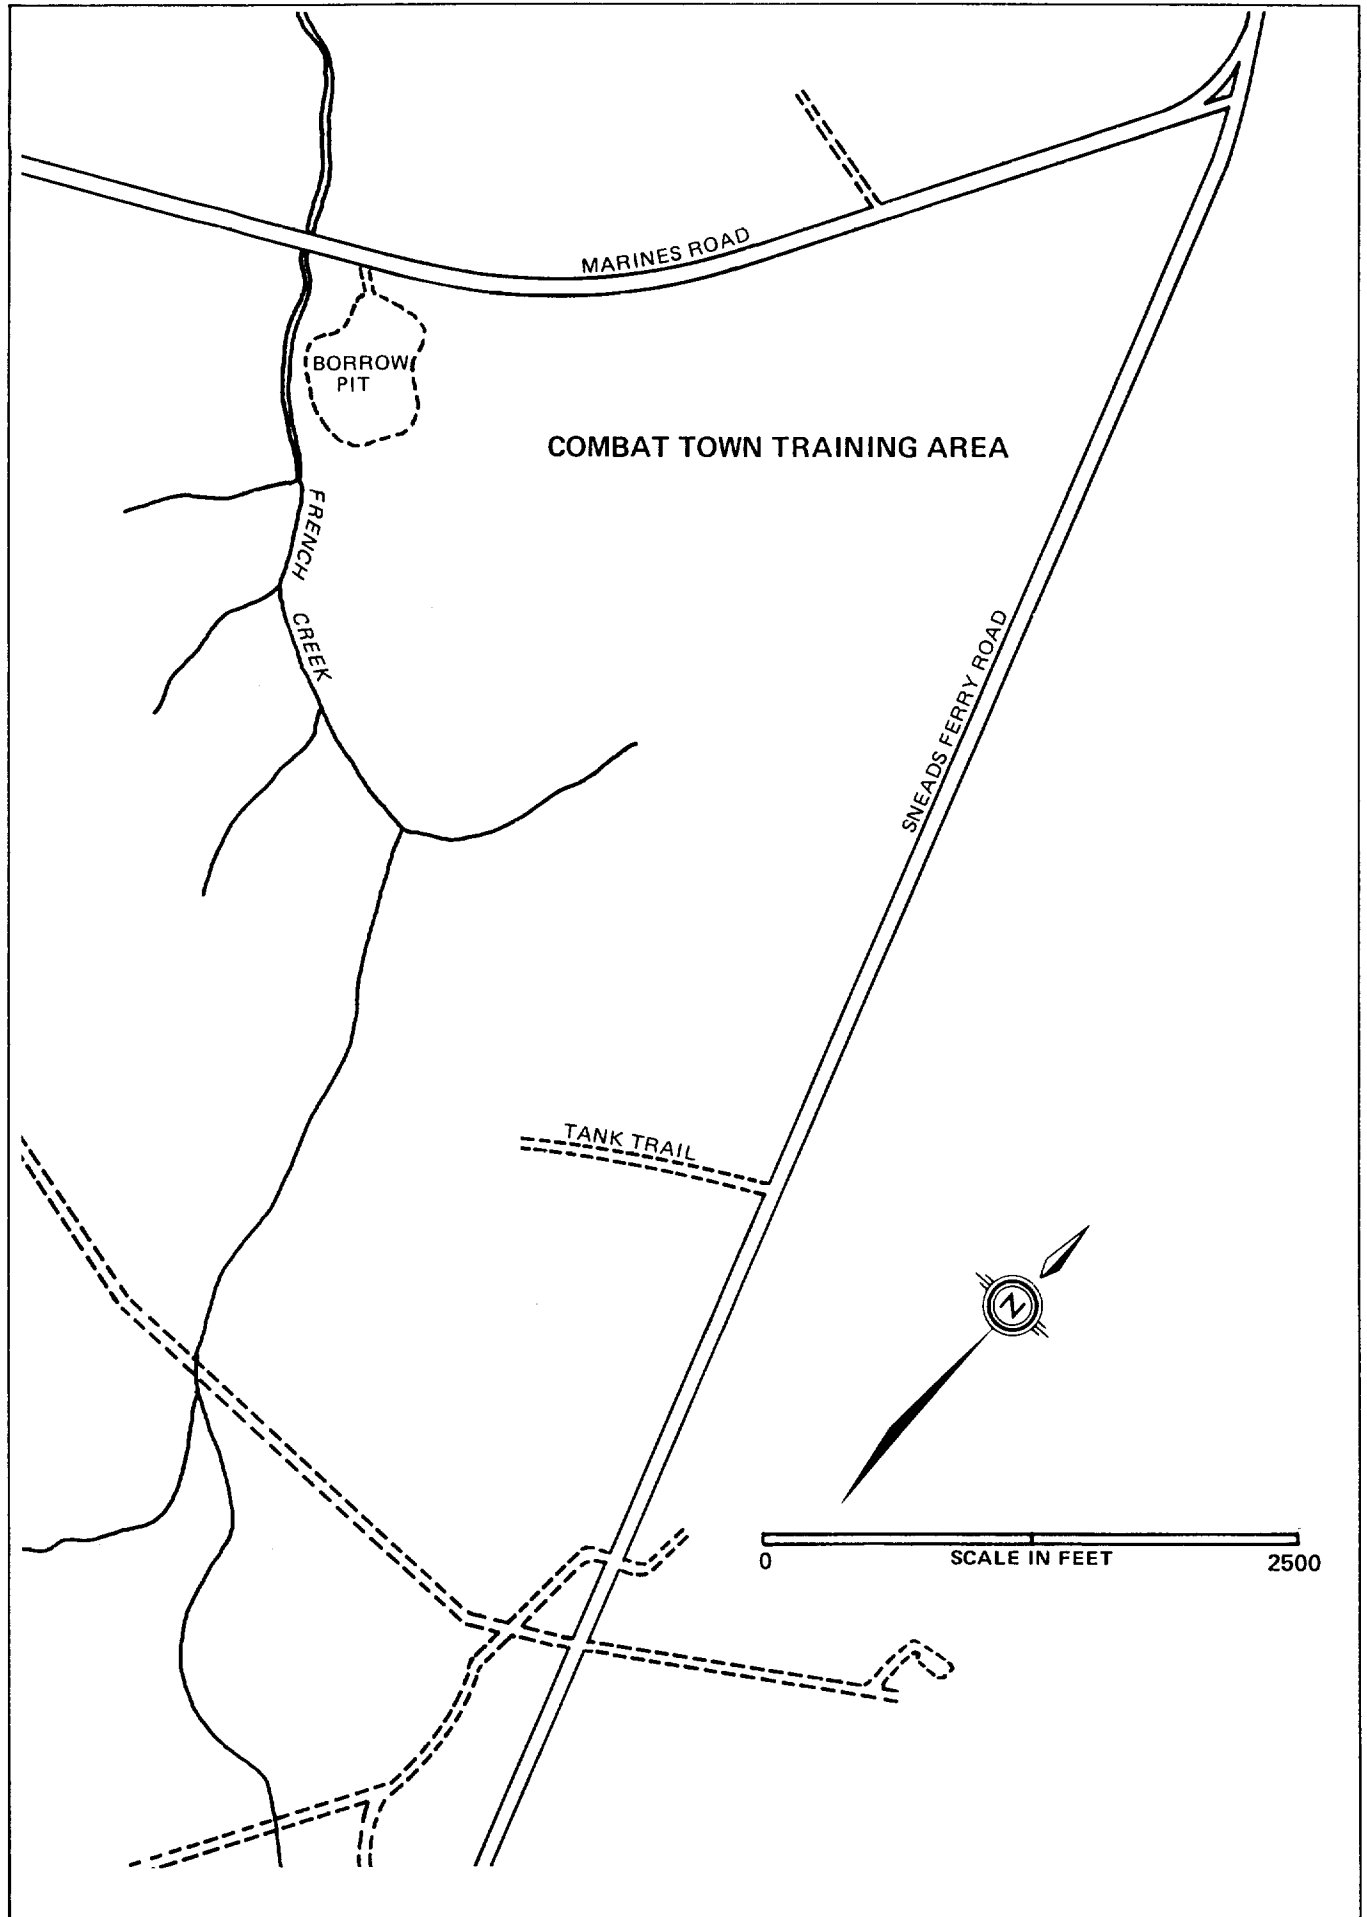 MARINES ROAD
BORROW
PIT
COMBAT TOWN TRAINING AREA
FRENCH
CREEK
SNEADS FERRY ROAD
TANK TRAIL
N
0
SCALE IN FEET
2500